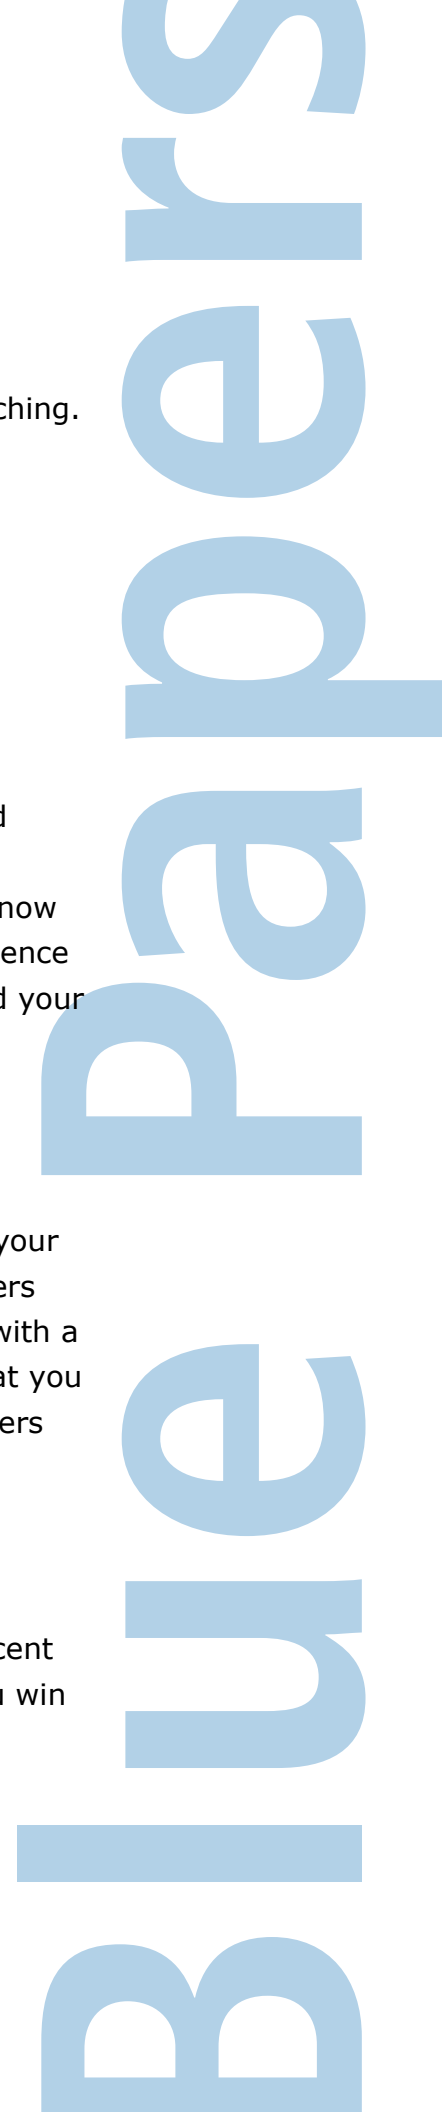 ching.
d
now
ence
d your
your
ers
with a
at you
ers
cent
u win
Blue Papers